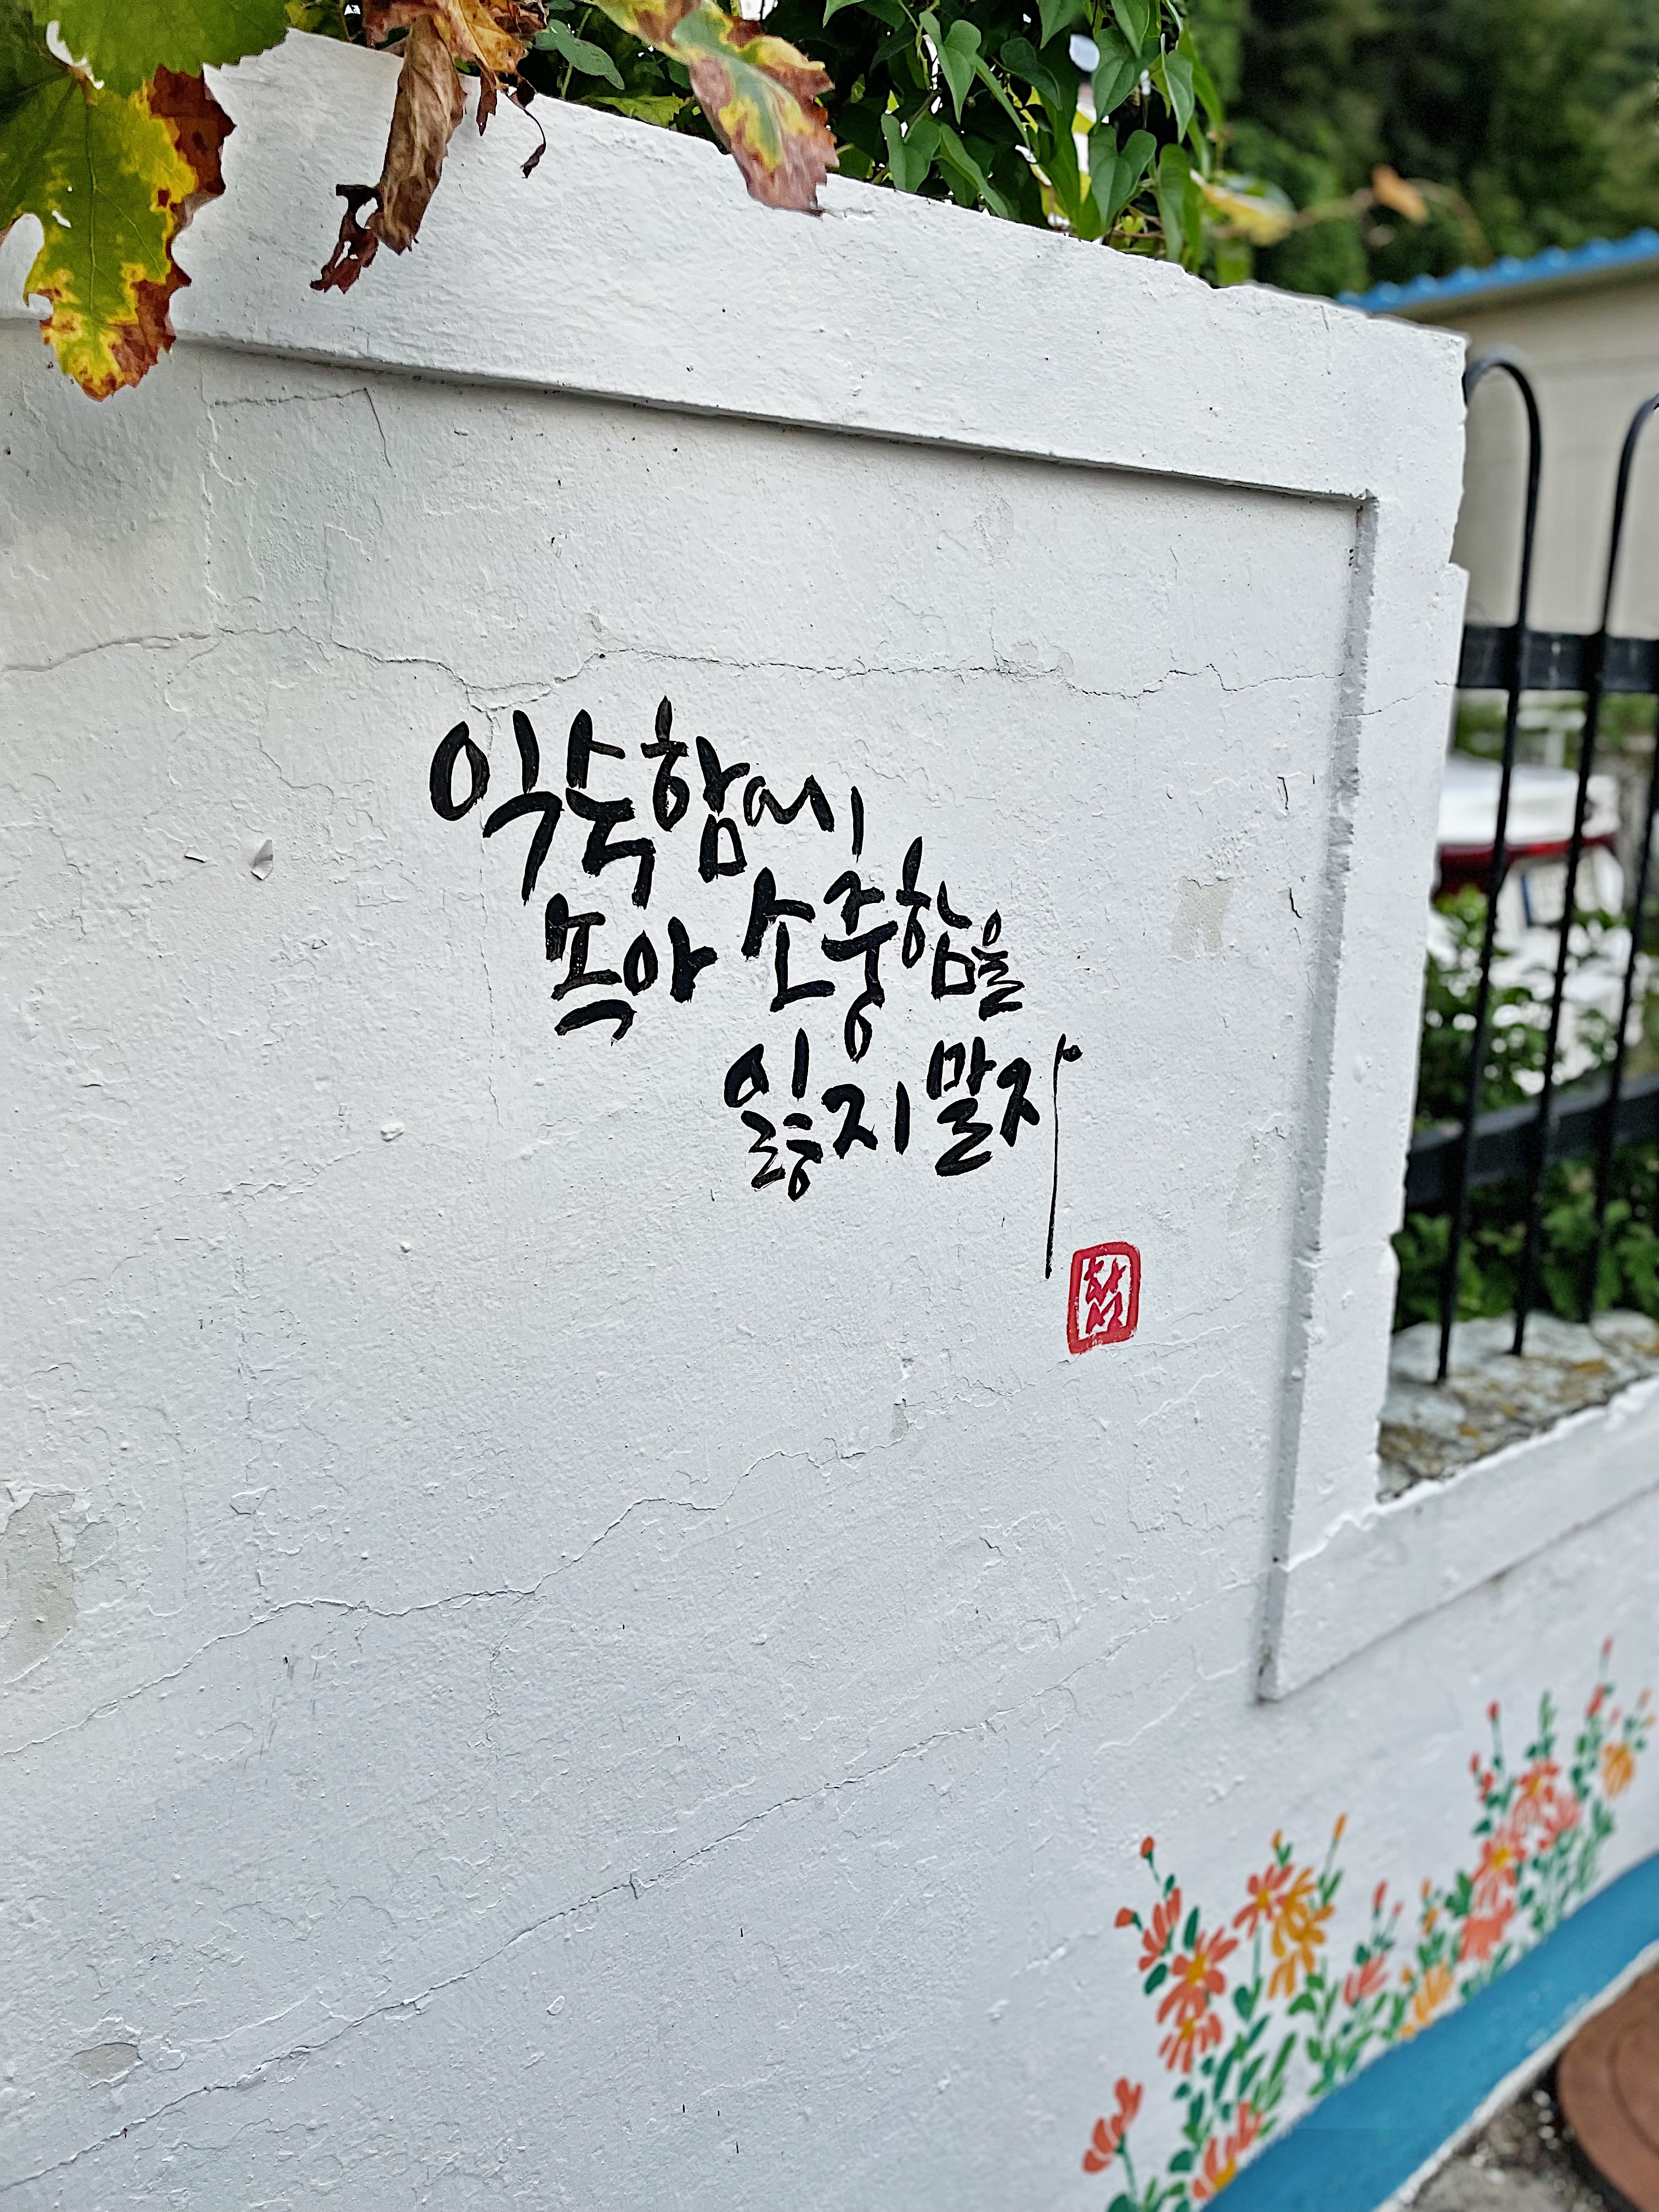 익숙함에
속아 소중함을
잃지 말자